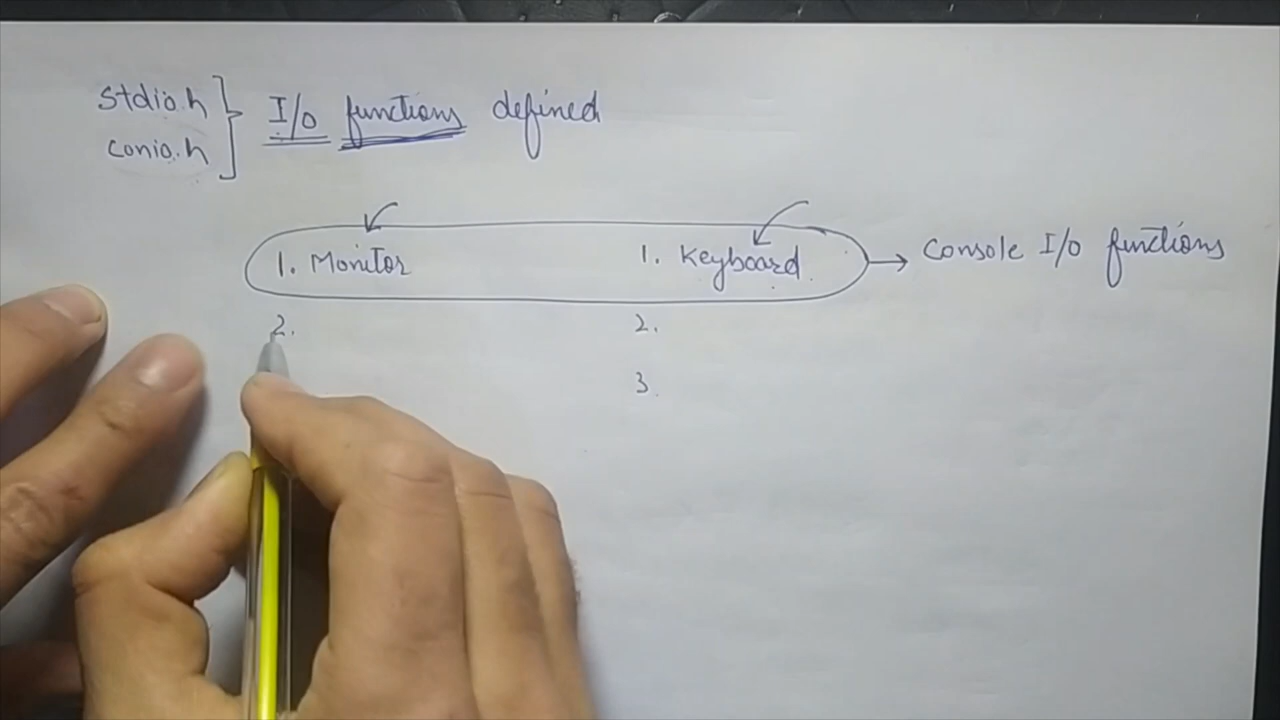 stdio.h } I/O functions defined
conio.h
1. Monitor 1. Keyboard → Console I/O functions
2. 2.
3.